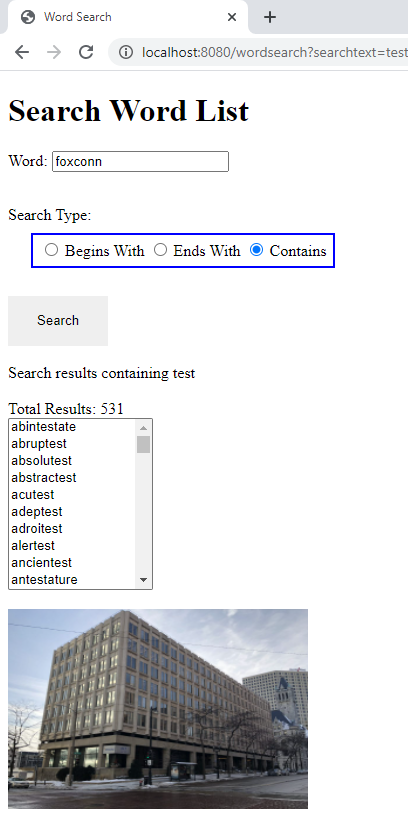 Word Search
localhost:8080/wordsearch?searchtext=test
Search Word List
Word: foxconn
Search Type:
Begins With Ends With Contains
Search
Search results containing test
Total Results: 531
abintestate
abruptest
absolutest
abstractest
acutest
adeptest
adroitest
alertest
ancientest
antestature